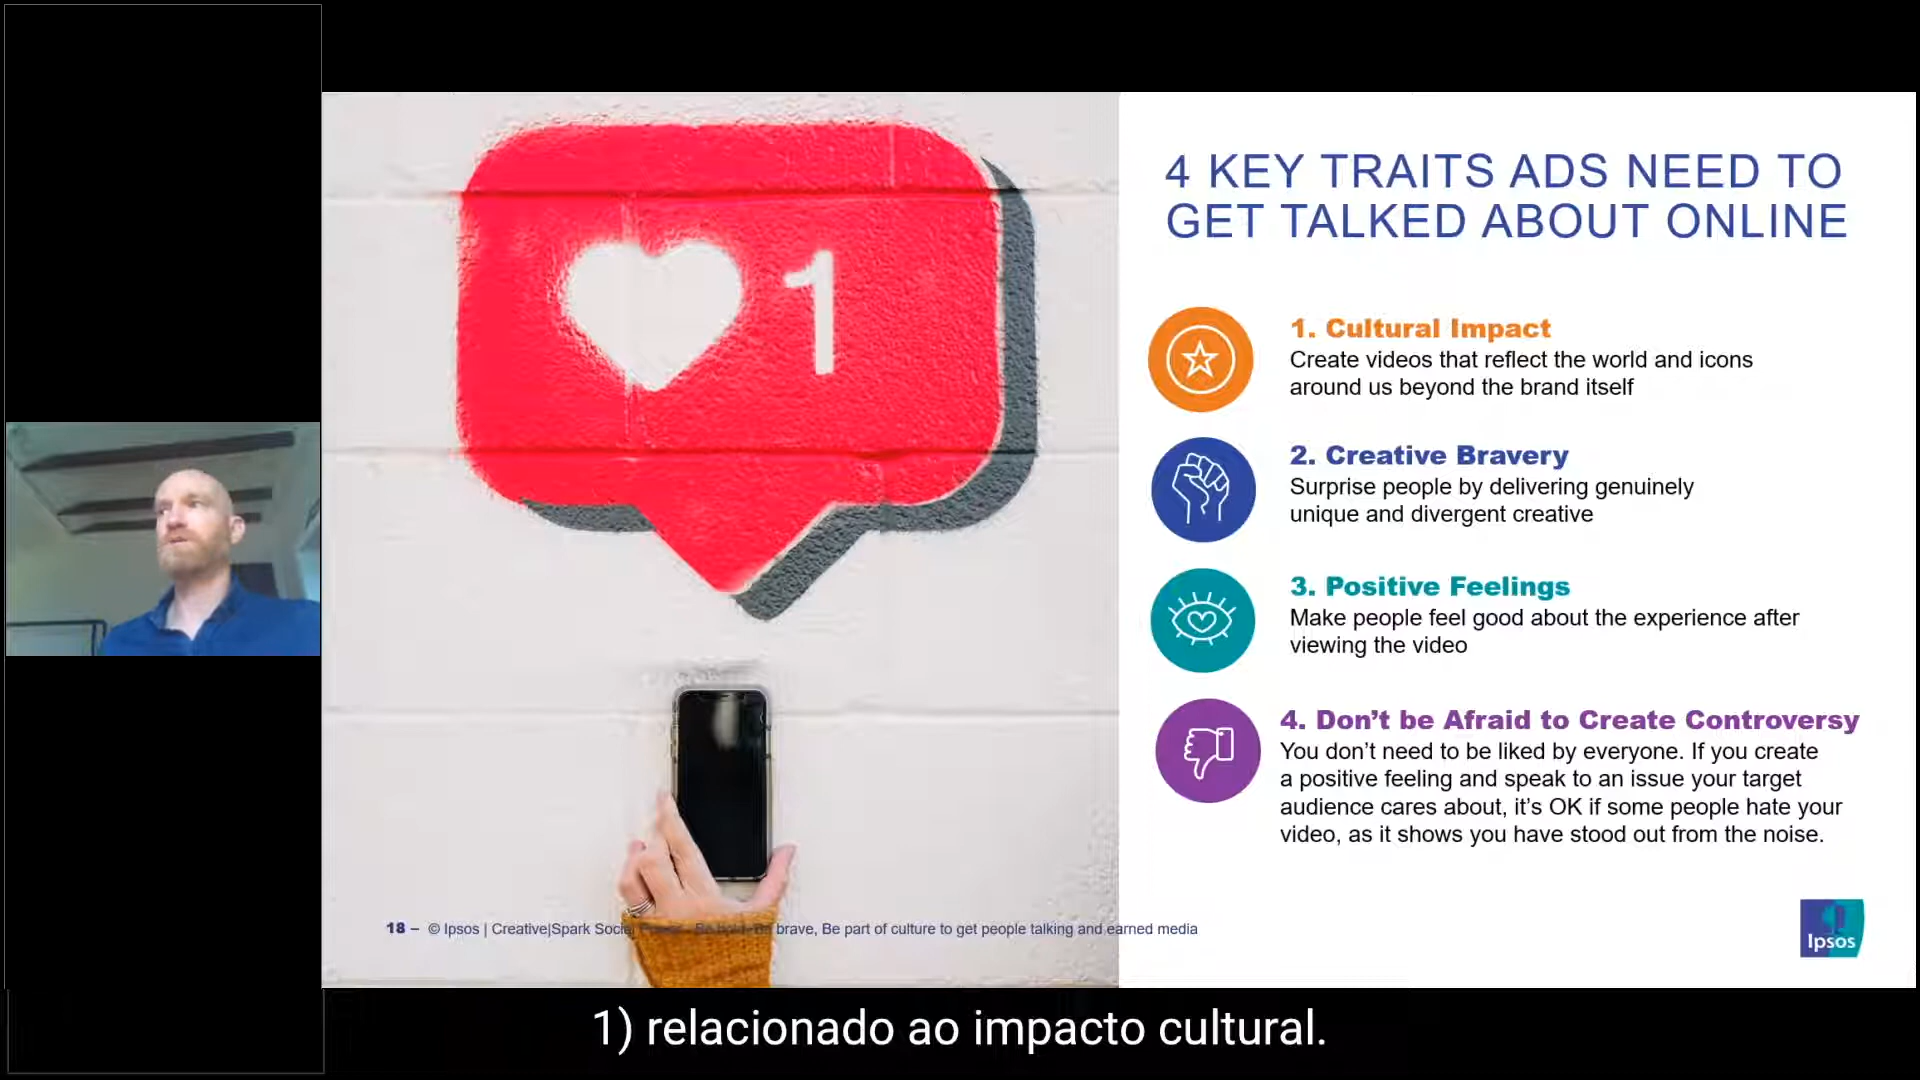 1
4 KEY TRAITS ADS NEED TO
GET TALKED ABOUT ONLINE
1. Cultural Impact
Create videos that reflect the world and icons
around us beyond the brand itself
2. Creative Bravery
Surprise people by delivering genuinely
unique and divergent creative
3. Positive Feelings
Make people feel good about the experience after
viewing the video
4. Don’t be Afraid to Create Controversy
You don’t need to be liked by everyone. If you create
a positive feeling and speak to an issue your target
audience cares about, it’s OK if some people hate your
video, as it shows you have stood out from the noise.
18 – © Ipsos | Creative|Spark Social brave, Be part of culture to get people talking and earned media
Ipsos
1) relacionado ao impacto cultural.